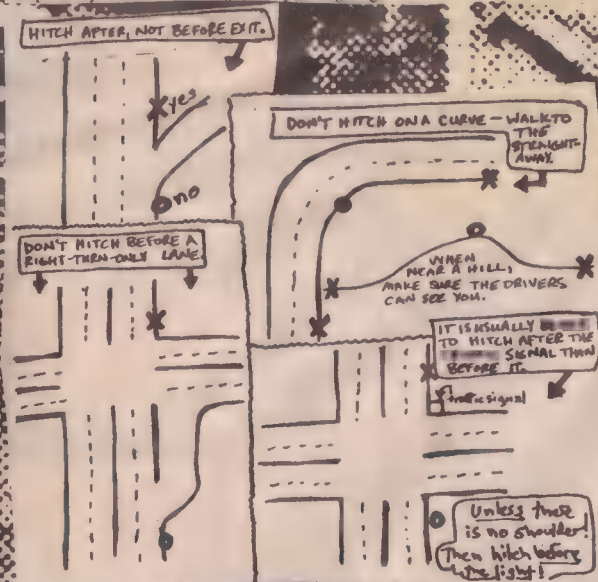 HITCH AFTER, NOT BEFORE EXIT.
yes
no
DON'T HITCH ON A CURVE – WALK TO
THE
STRAIGHT-
AWAY.
WHEN
NEAR A HILL,
MAKE SURE THE DRIVERS
CAN SEE YOU.
DON'T HITCH BEFORE A
RIGHT-TURN-ONLY LANE.
IT IS USUALLY
TO HITCH AFTER THE
SIGNAL THAN
BEFORE IT.
traffic signal
Unless there
is no shoulder!
Then hitch before
the light!